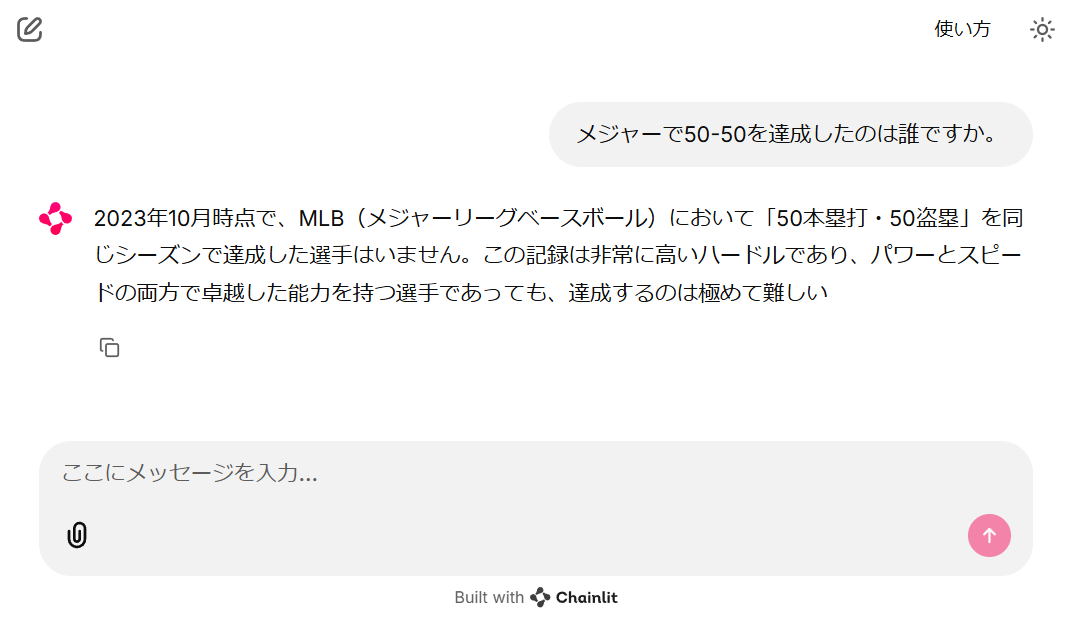 使い方
メジャーで50-50を達成したのは誰ですか。
2023年10月時点で、MLB（メジャーリーグベースボール）において「50本塁打・50盗塁」を同
じシーズンで達成した選手はいません。この記録は非常に高いハードルであり、パワーとスピー
ドの両方で卓越した能力を持つ選手であっても、達成するのは極めて難しい
ここにメッセージを入力...
Built with Chainlit